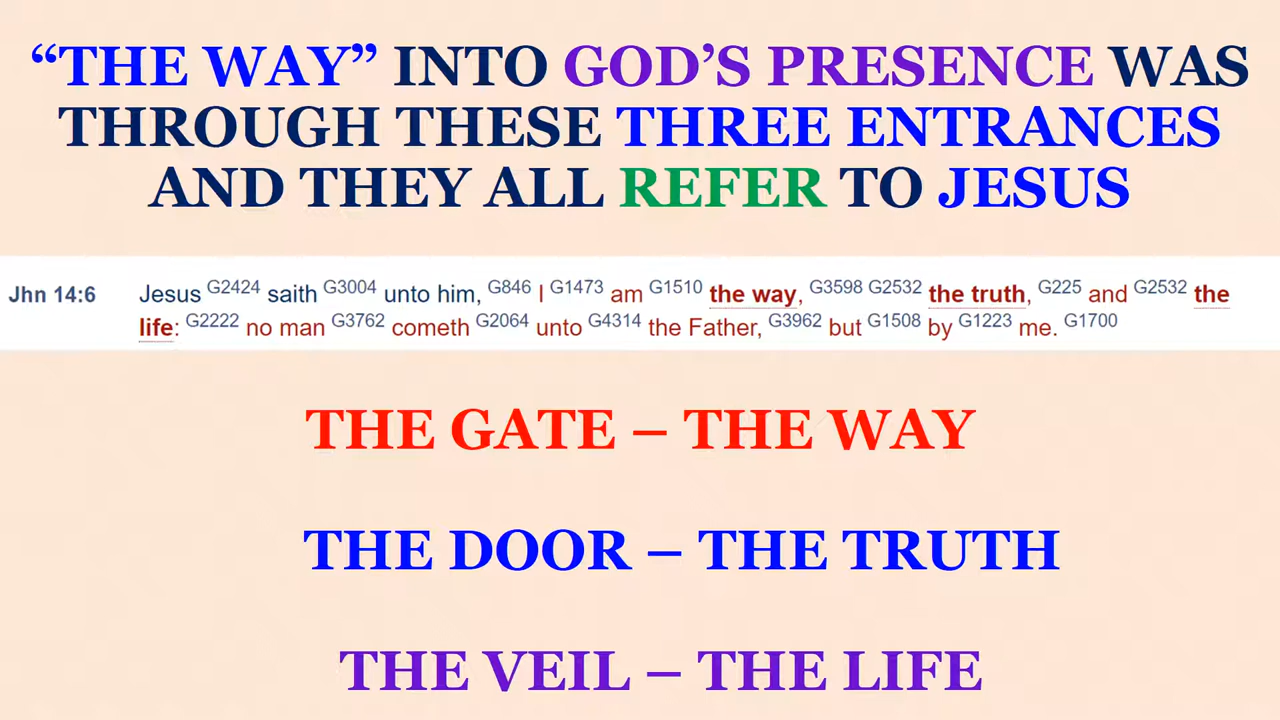 “THE WAY” INTO GOD’S PRESENCE WAS
THROUGH THESE THREE ENTRANCES
AND THEY ALL REFER TO JESUS
Jhn 14:6 Jesus G2424 saith G3004 unto him, G846 I G1473 am G1510 the way, G3598 G2532 the truth, G225 and G2532 the
life: G2222 no man G3762 cometh G2064 unto G4314 the Father, G3962 but G1508 by G1223 me. G1700
THE GATE – THE WAY
THE DOOR – THE TRUTH
THE VEIL – THE LIFE